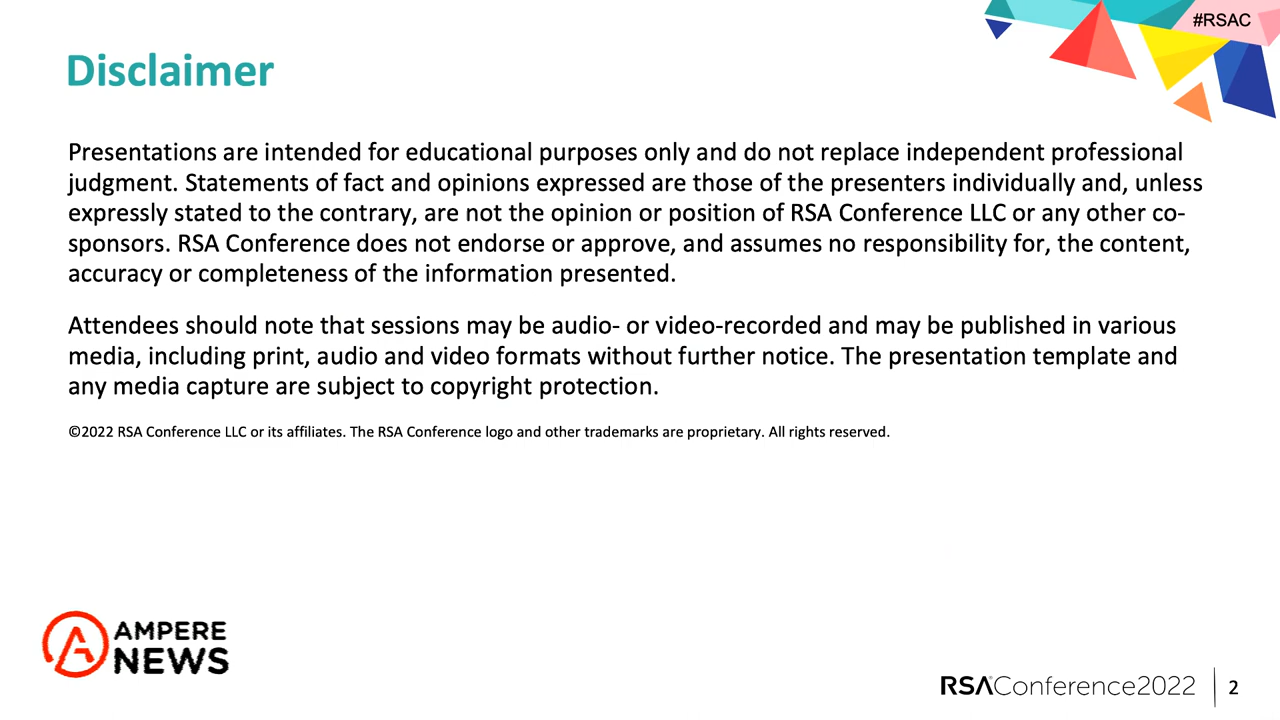 #RSAC
Disclaimer
Presentations are intended for educational purposes only and do not replace independent professional
judgment. Statements of fact and opinions expressed are those of the presenters individually and, unless
expressly stated to the contrary, are not the opinion or position of RSA Conference LLC or any other co-
sponsors. RSA Conference does not endorse or approve, and assumes no responsibility for, the content,
accuracy or completeness of the information presented.
Attendees should note that sessions may be audio- or video-recorded and may be published in various
media, including print, audio and video formats without further notice. The presentation template and
any media capture are subject to copyright protection.
©2022 RSA Conference LLC or its affiliates. The RSA Conference logo and other trademarks are proprietary. All rights reserved.
AMPERE
NEWS
RSAConference2022
2